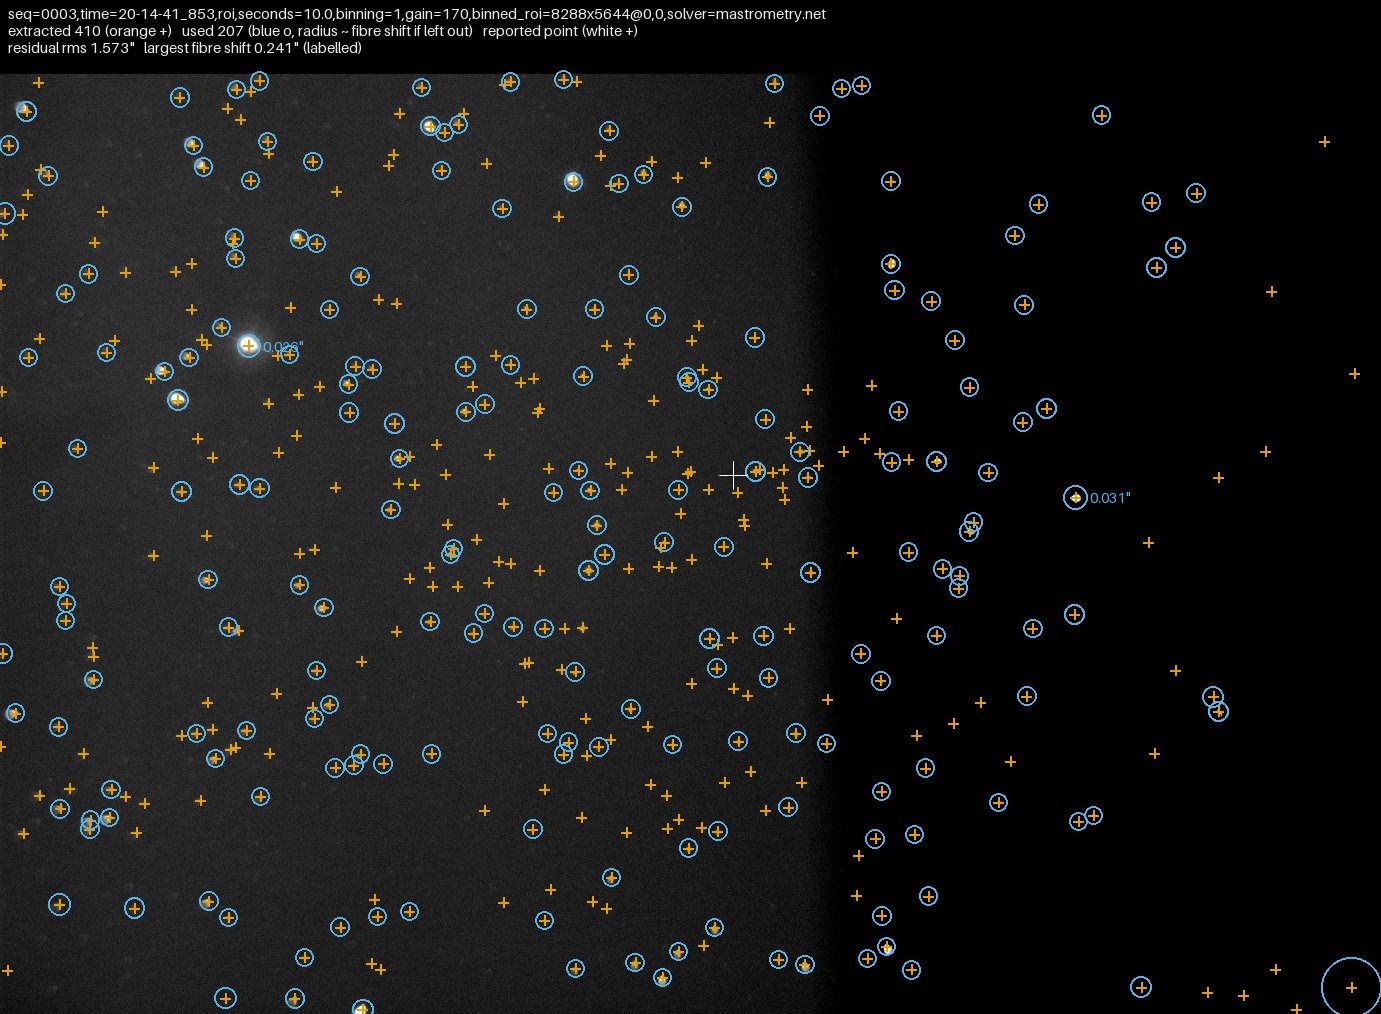 seq=0003,time=20-14-41_853,roi,seconds=10.0,binning=1,gain=170,binned_roi=8288x5644@0,0,solver=mastrometry.net
extracted 410 (orange +)   used 207 (blue o, radius ~ fibre shift if left out)   reported point (white +)
residual rms 1.573"  largest fibre shift 0.241" (labelled)
0.026"
0.031"